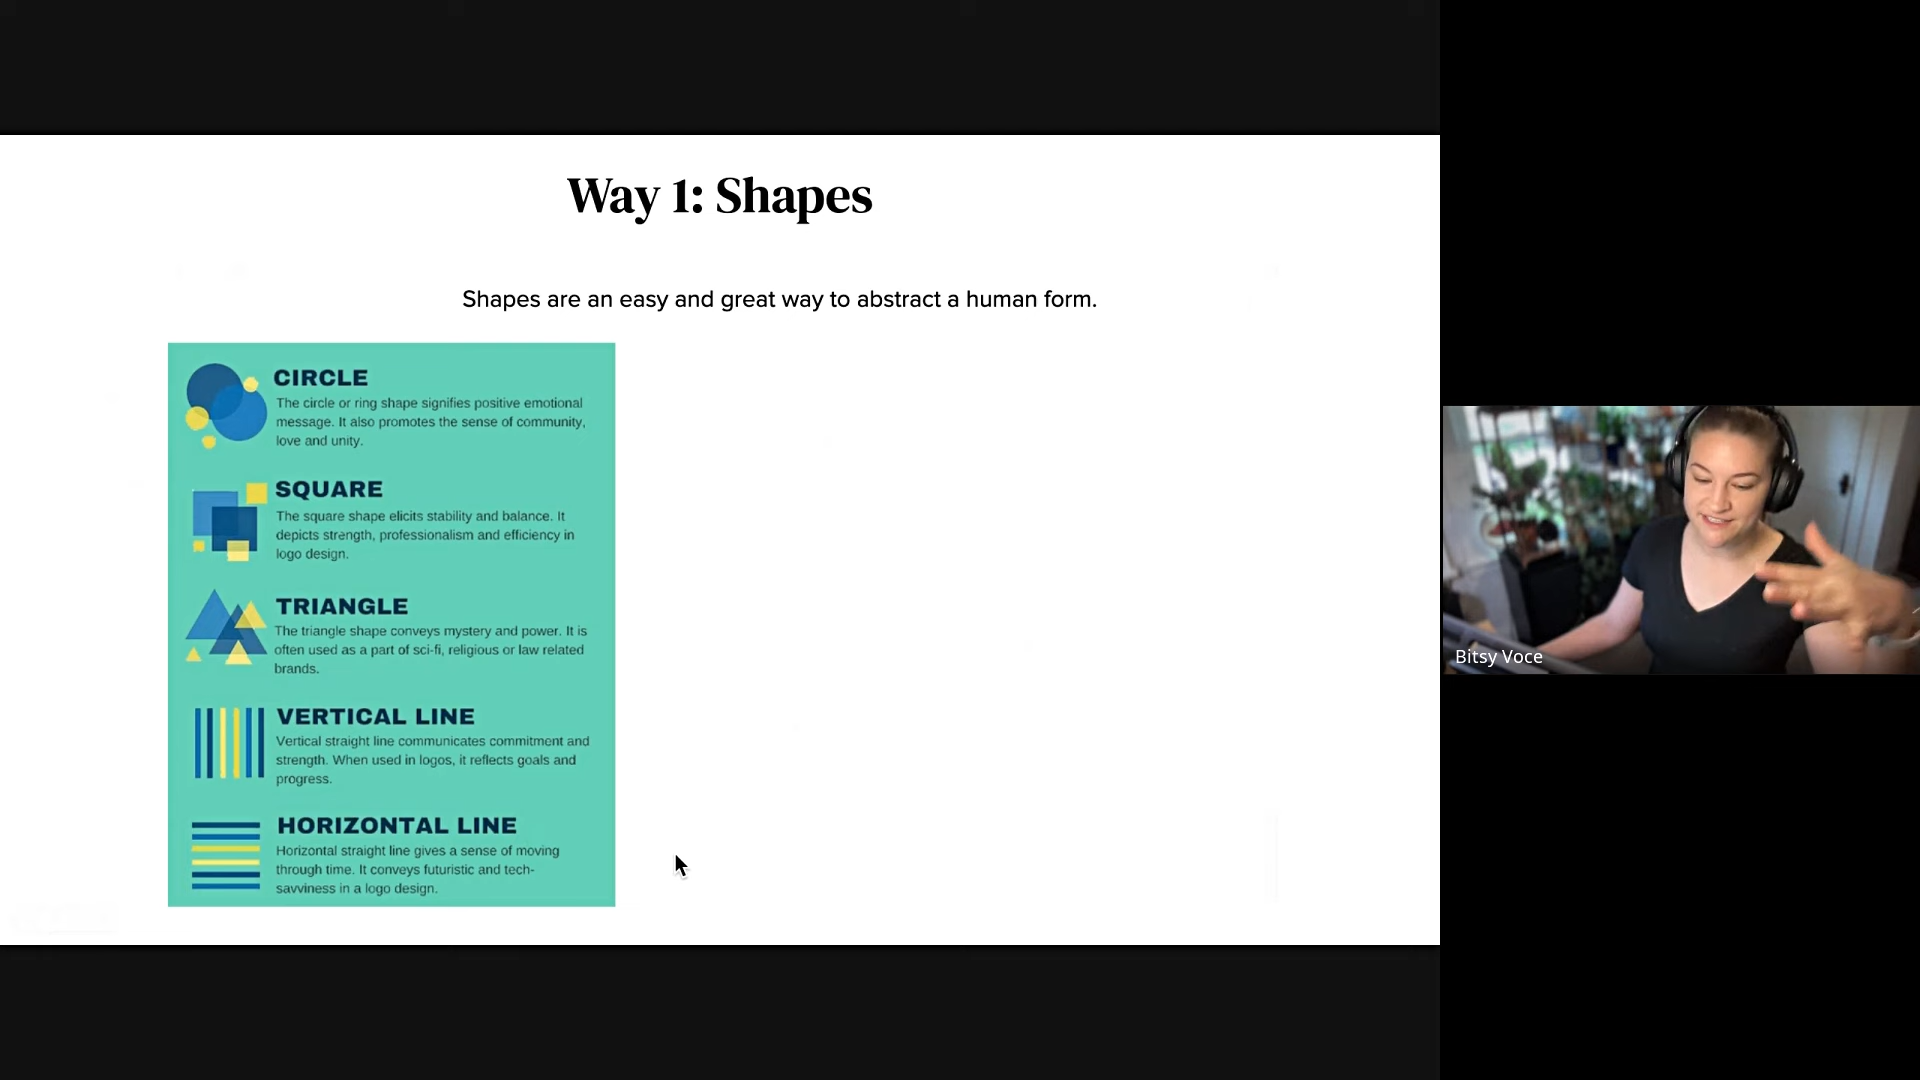 Way 1: Shapes
Shapes are an easy and great way to abstract a human form.
CIRCLE
The circle or ring shape signifies positive emotional
message. It also promotes the sense of community,
love and unity.
SQUARE
The square shape elicits stability and balance. It
depicts strength, professionalism and efficiency in
logo design.
TRIANGLE
The triangle shape conveys mystery and power. It is
often used as a part of sci-fi, religious or law related
brands.
VERTICAL LINE
Vertical straight line communicates commitment and
strength. When used in logos, it reflects goals and
progress.
HORIZONTAL LINE
Horizontal straight line gives a sense of moving
through time. It conveys futuristic and tech-
savviness in a logo design.
Bitsy Voce